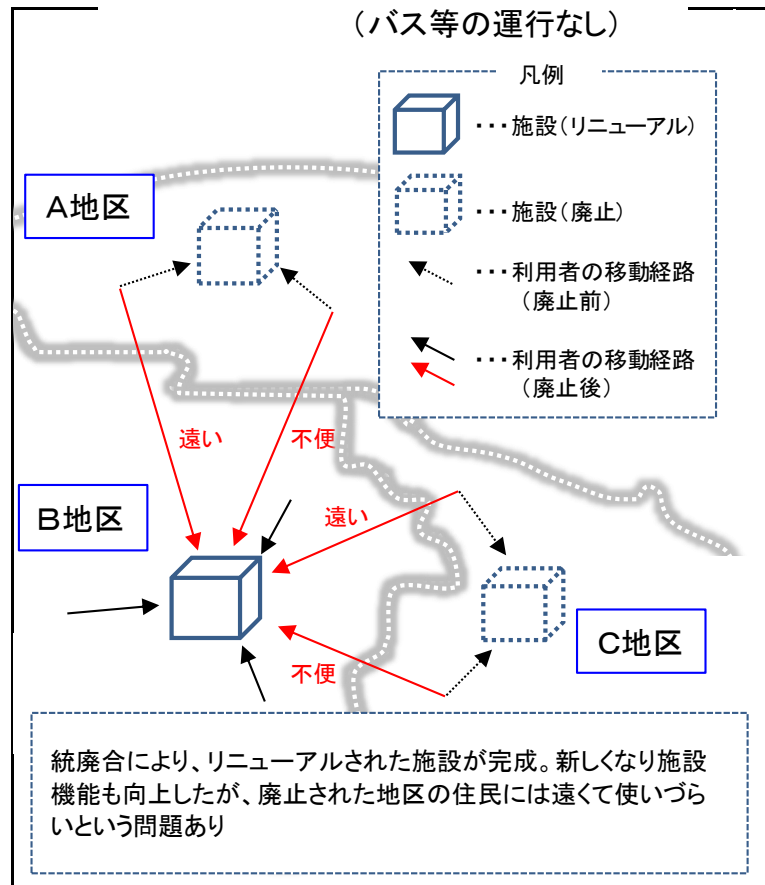 （バス等の運行なし）
凡例
・・・施設（リニューアル）
・・・施設（廃止）
・・・利用者の移動経路
（廃止前）
・・・利用者の移動経路
（廃止後）
A地区
遠い
不便
B地区
遠い
不便
C地区
統廃合により、リニューアルされた施設が完成。新しくなり施設
機能も向上したが、廃止された地区の住民には遠くて使いづら
いという問題あり